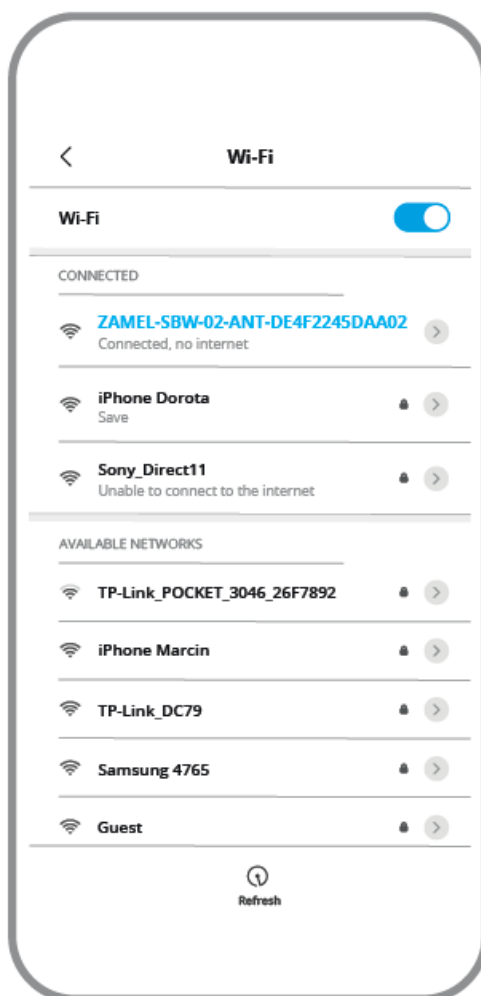 Wi-Fi
Wi-Fi
CONNECTED
ZAMEL-SBW-02-ANT-DE4F2245DAA02
Connected, no internet
iPhone Dorota
Save
Sony_Direct11
Unable to connect to the internet
AVAILABLE NETWORKS
TP-Link_POCKET_3046_26F7892
iPhone Marcin
TP-Link_DC79
Samsung 4765
Guest
Refresh